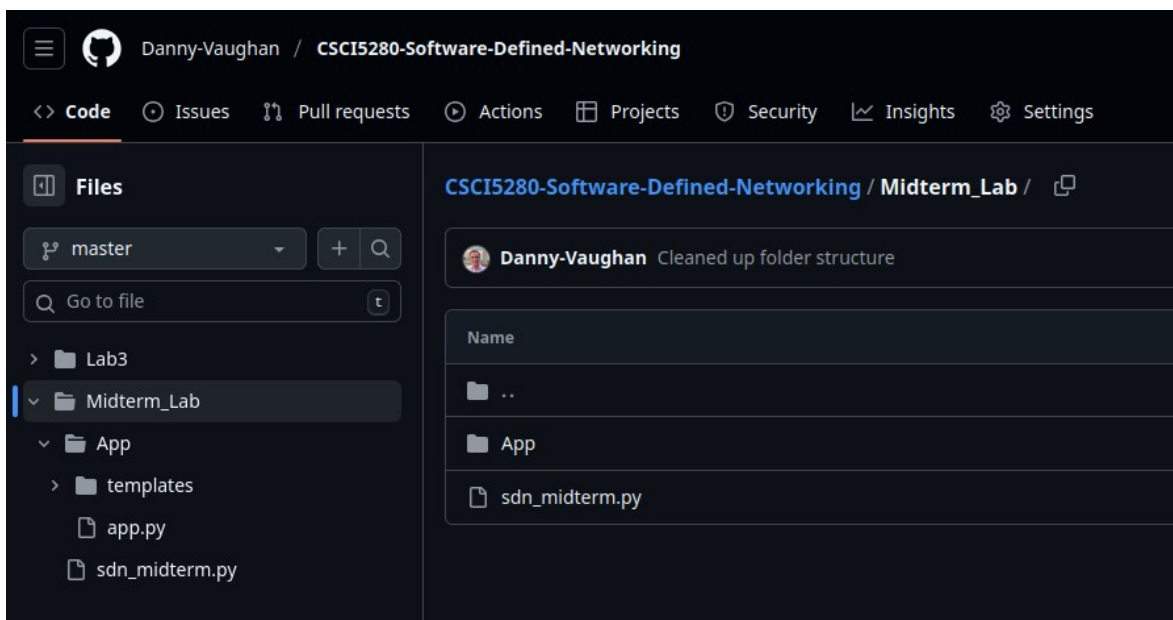 Danny-Vaughan / CSCI5280-Software-Defined-Networking
Code Issues Pull requests Actions Projects Security Insights Settings
Files
master
Go to file t
Lab3
Midterm_Lab
App
templates
app.py
sdn_midterm.py
CSCI5280-Software-Defined-Networking / Midterm_Lab /
Danny-Vaughan Cleaned up folder structure
Name
..
App
sdn_midterm.py